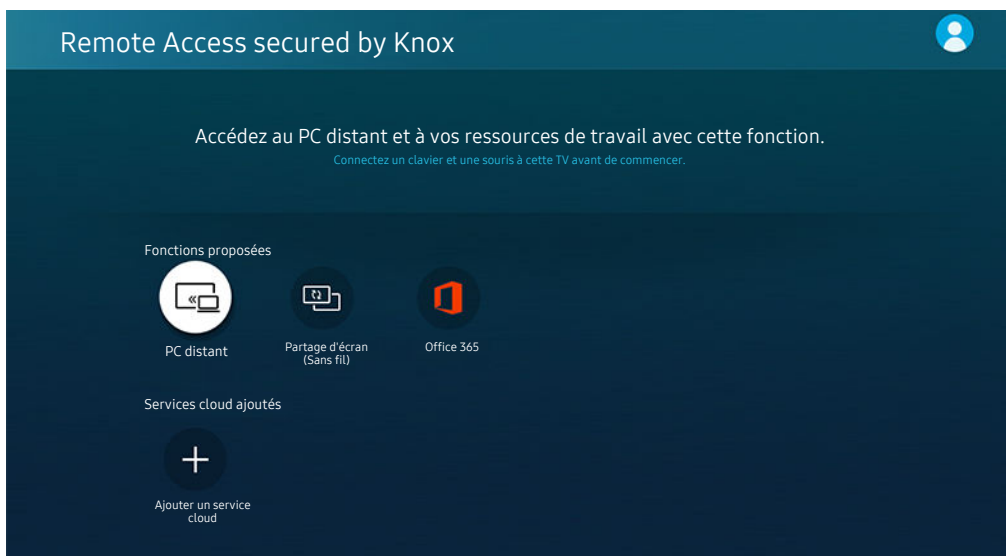 Remote Access secured by Knox
Accédez au PC distant et à vos ressources de travail avec cette fonction.
Connectez un clavier et une souris à cette TV avant de commencer.
Fonctions proposées
PC distant
Partage d'écran
(Sans fil)
Office 365
Services cloud ajoutés
Ajouter un service
cloud